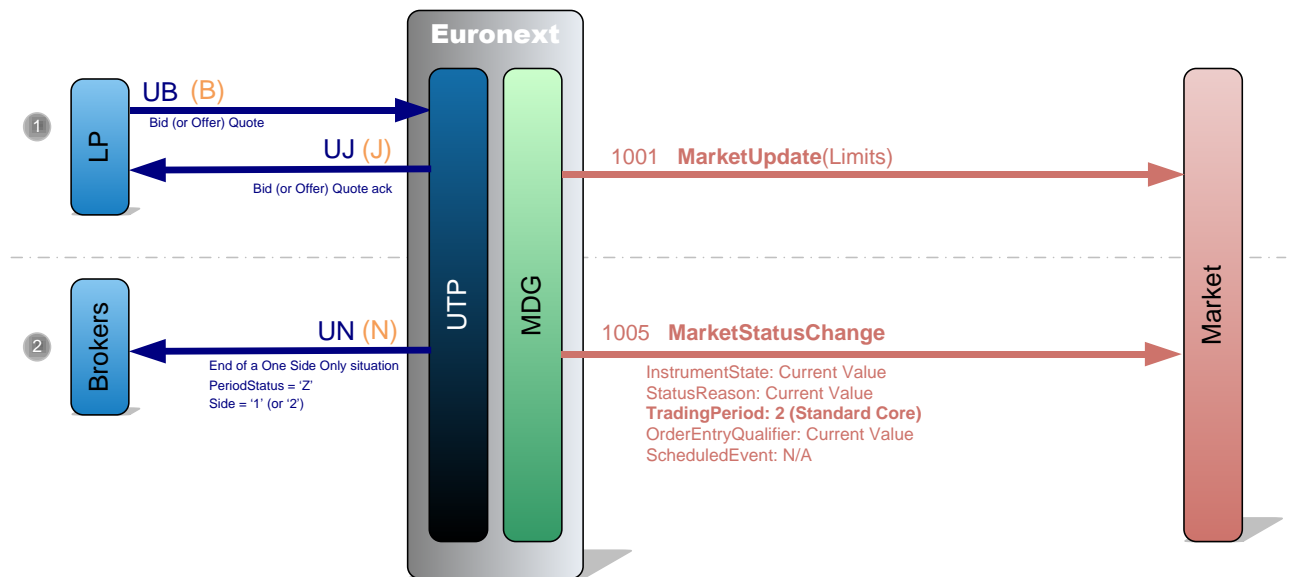 Euronext
1
LP
UB (B)
Bid (or Offer) Quote
UJ (J)
Bid (or Offer) Quote ack
UTP
MDG
1001 MarketUpdate(Limits)
Market
2
Brokers
UN (N)
End of a One Side Only situation
PeriodStatus = ‘Z’
Side = ‘1’ (or ‘2’)
1005 MarketStatusChange
InstrumentState: Current Value
StatusReason: Current Value
TradingPeriod: 2 (Standard Core)
OrderEntryQualifier: Current Value
ScheduledEvent: N/A